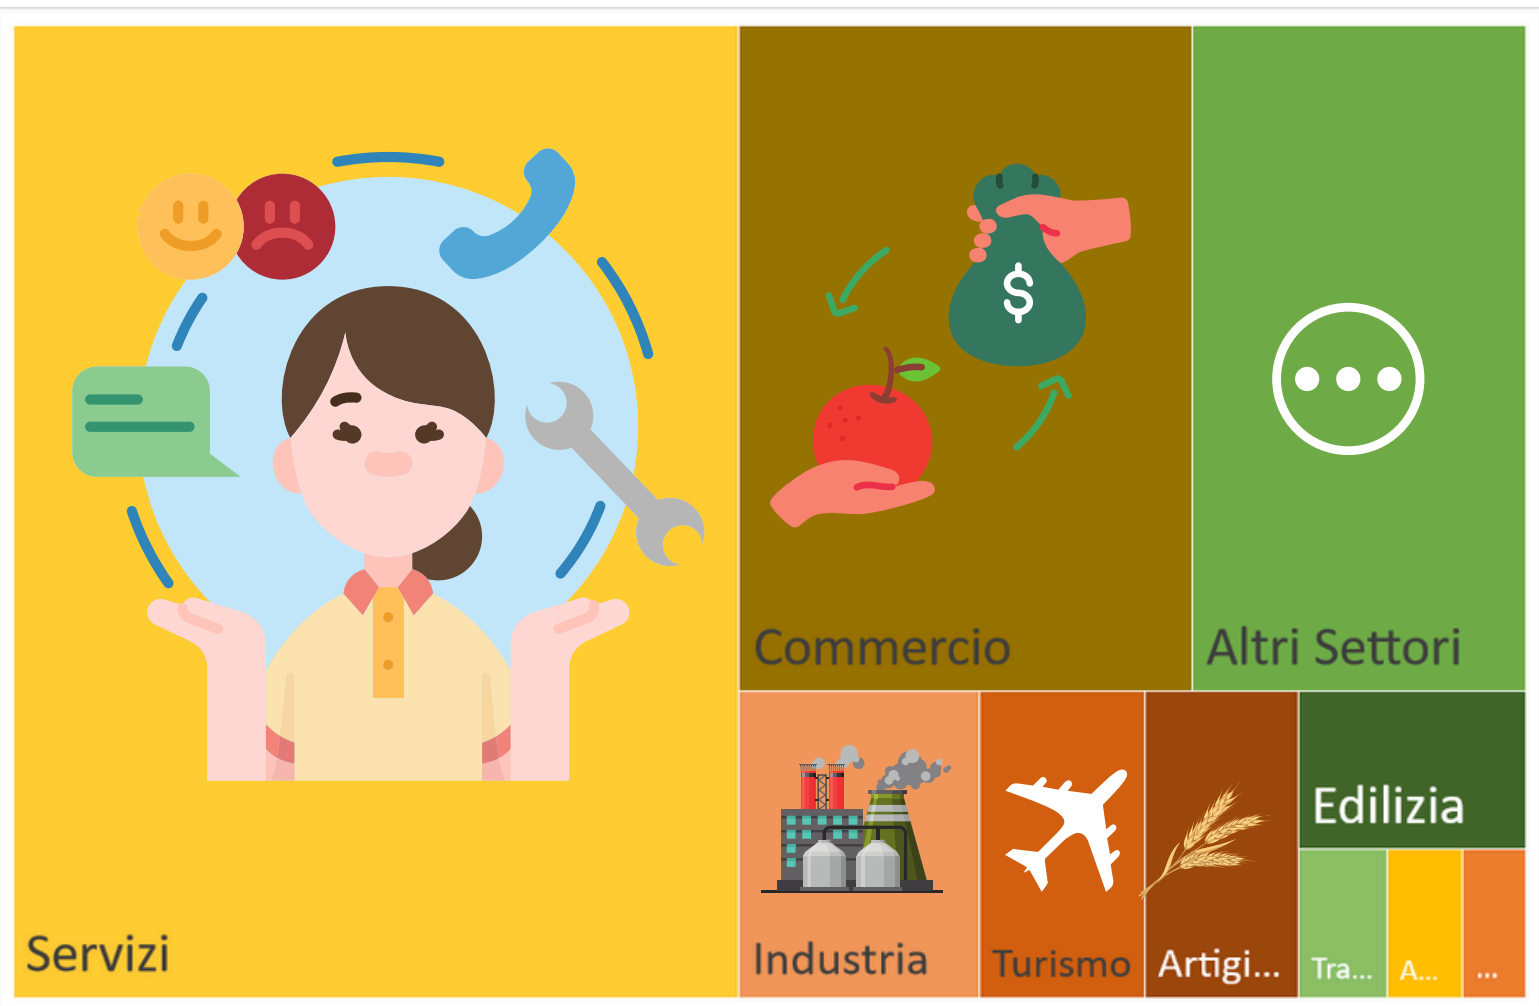 $
Commercio
Altri Settori
Edilizia
Servizi
Industria
Turismo
Artigi...
Tra...
A...
...